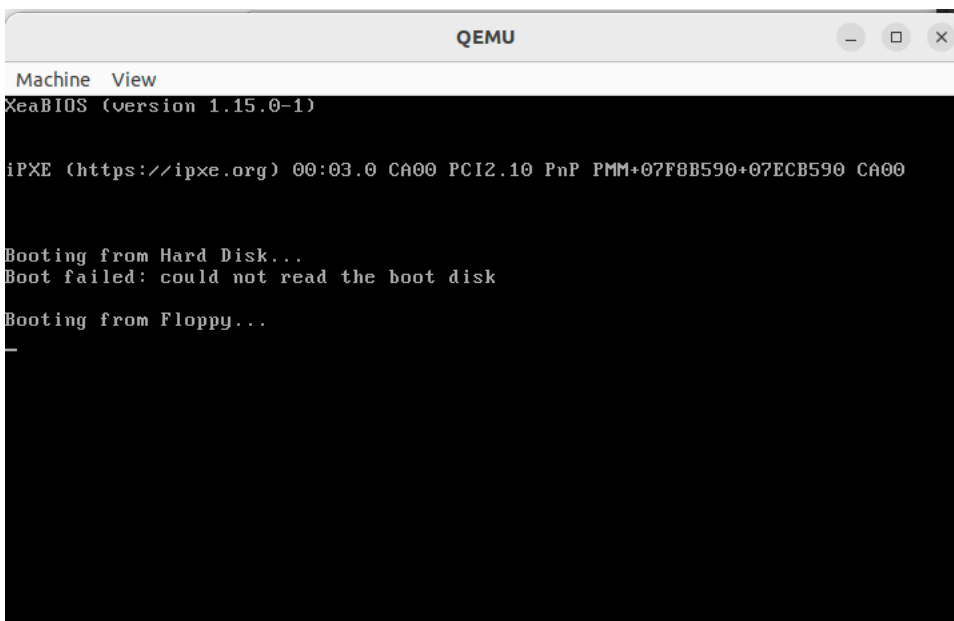 QEMU
Machine View
XeaBIOS (version 1.15.0-1)
iPXE (https://ipxe.org) 00:03.0 CA00 PCI2.10 PnP PMM+07F8B590+07ECB590 CA00
Booting from Hard Disk...
Boot failed: could not read the boot disk
Booting from Floppy...